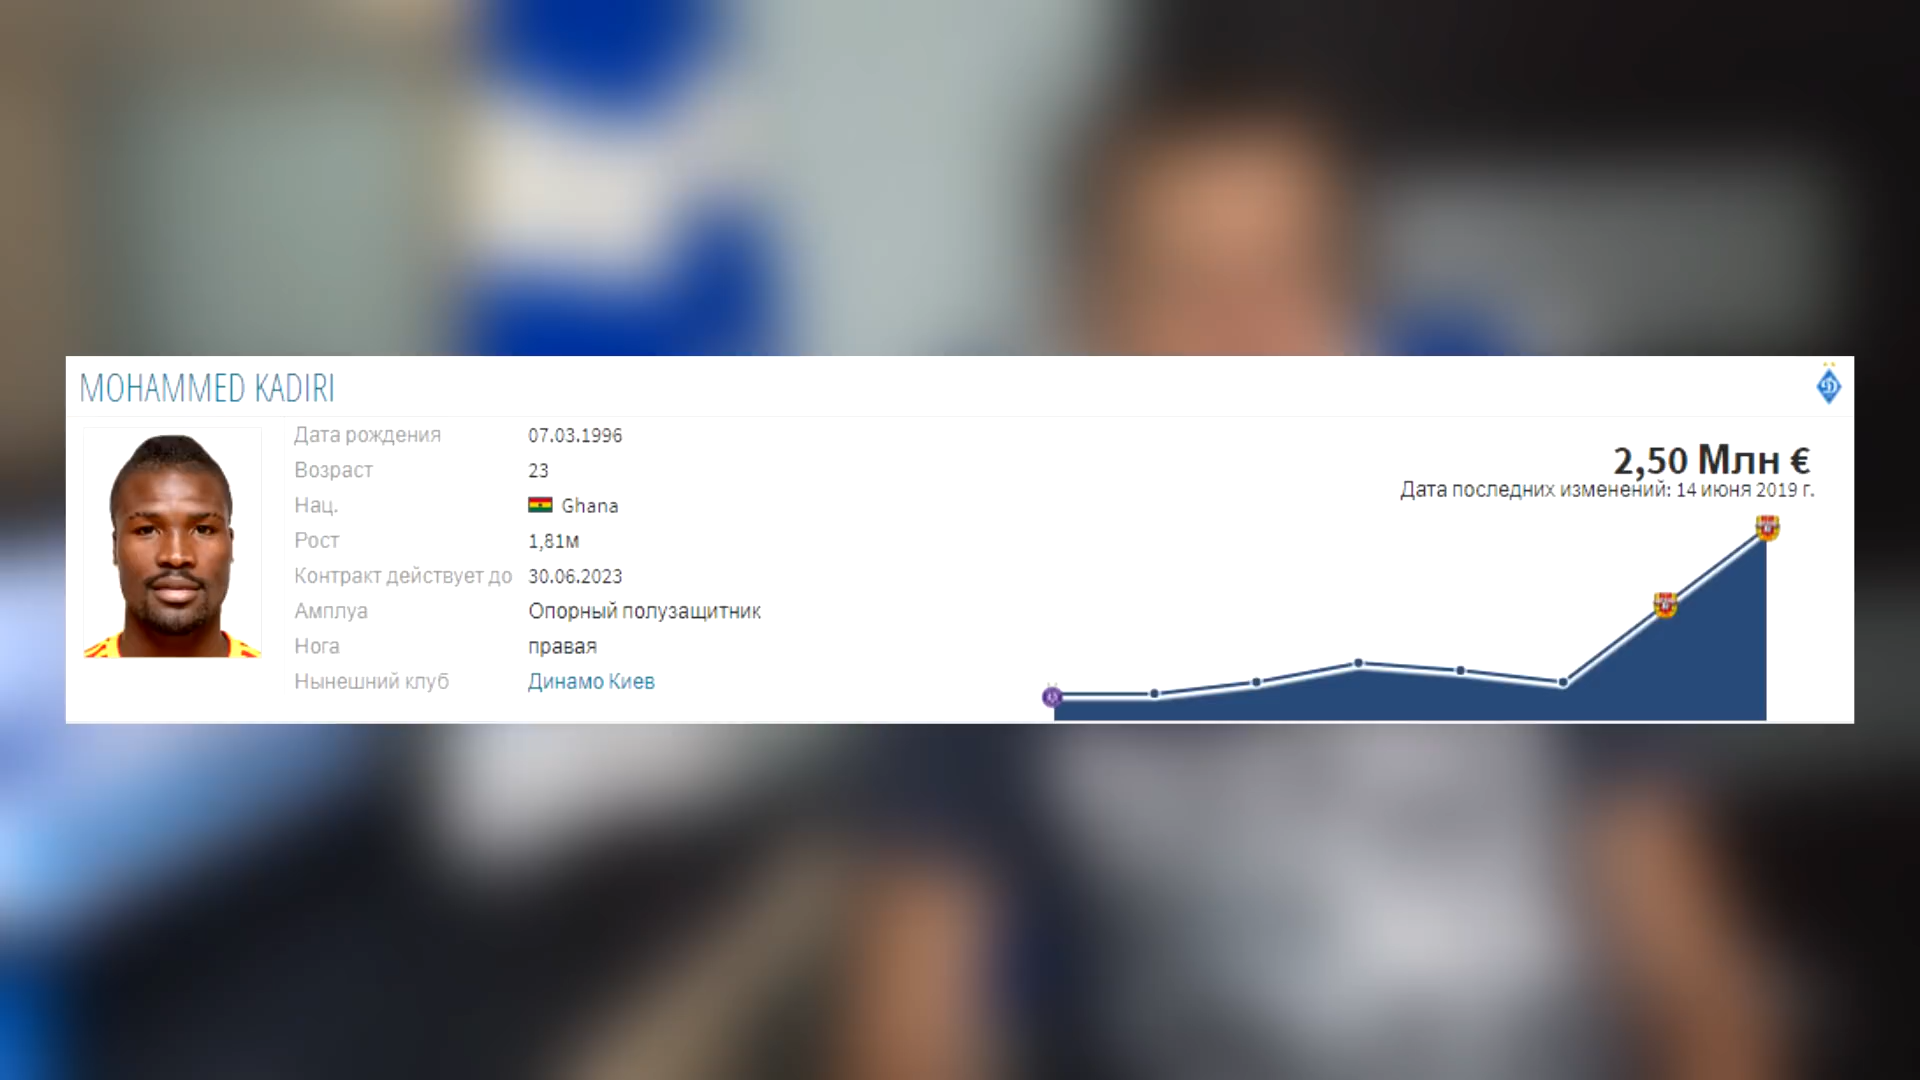 MOHAMMED KADIRI
Дата рождения 07.03.1996
Возраст 23
Нац. Ghana
Рост 1,81м
Контракт действует до 30.06.2023
Амплуа Опорный полузащитник
Нога правая
Нынешний клуб Динамо Киев
2,50 Млн €
Дата последних изменений: 14 июня 2019 г.